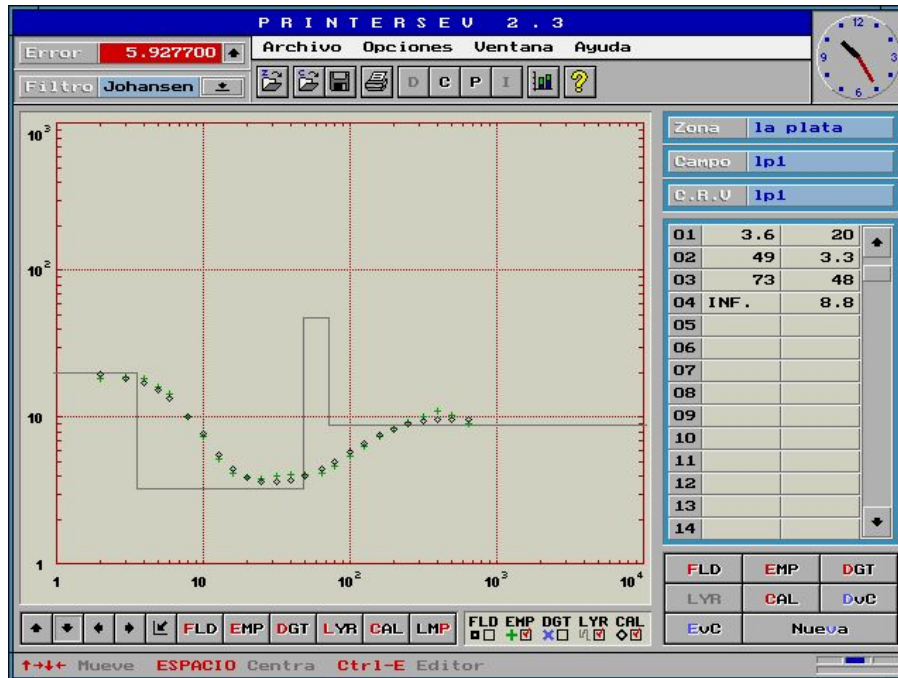 PRINTERSEV 2.3
Error 5.927700
Archivo Opciones Ventana Ayuda
12
3
6
9
Filtro Johansen
Z C D C P I ?
10³
10²
10
1
1 10 10² 10³ 10⁴
Zona la plata
Campo lp1
C.R.V lp1
01 3.6 20
02 49 3.3
03 73 48
04 INF. 8.8
05
06
07
08
09
10
11
12
13
14
FLD EMP DGT
LYR CAL DvC
EvC Nueva
FLD EMP DGT LYR CAL LMP
FLD EMP DGT LYR CAL
↑→↓← Mueve ESPACIO Centra Ctrl-E Editor